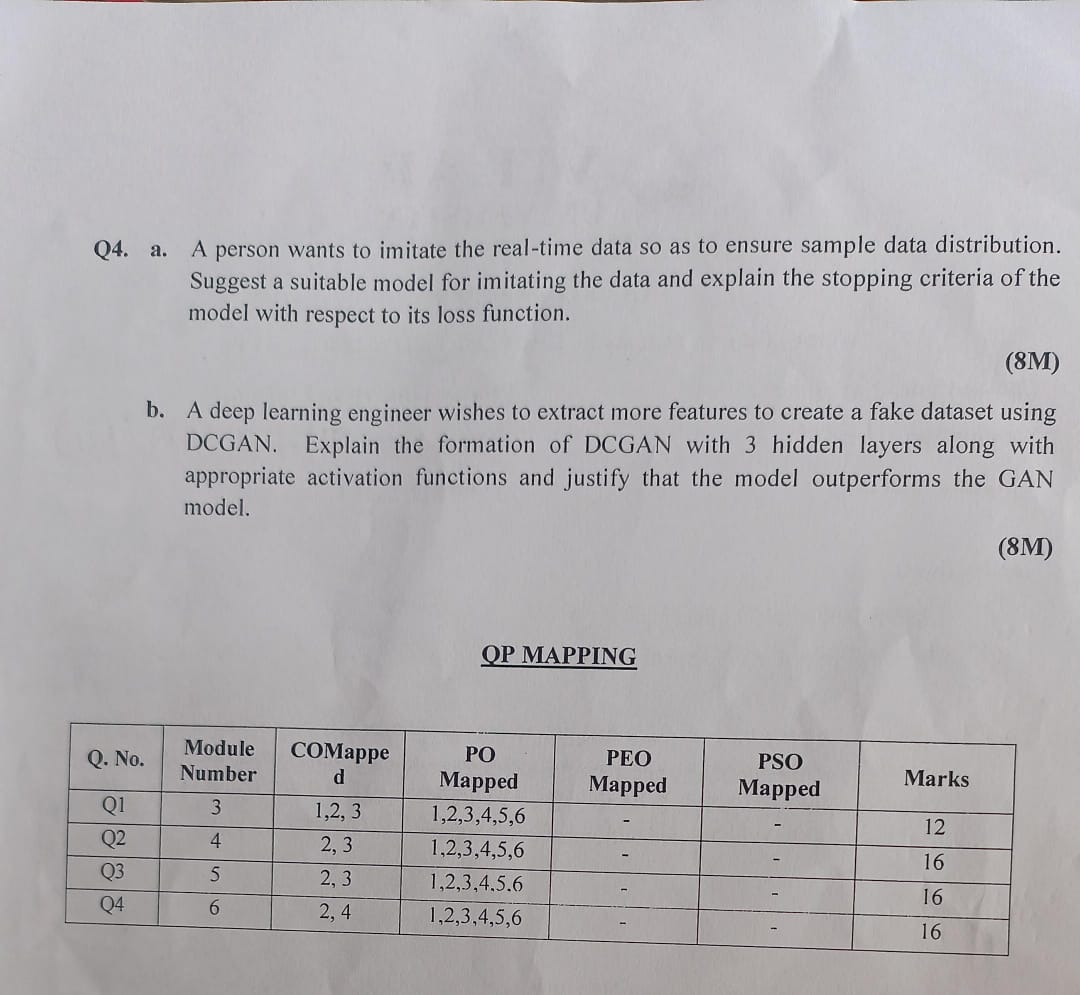 Q4. a. A person wants to imitate the real-time data so as to ensure sample data distribution.
Suggest a suitable model for imitating the data and explain the stopping criteria of the
model with respect to its loss function.
(8M)
b. A deep learning engineer wishes to extract more features to create a fake dataset using
DCGAN. Explain the formation of DCGAN with 3 hidden layers along with
appropriate activation functions and justify that the model outperforms the GAN
model.
(8M)
QP MAPPING
Q. No. Module Number COMappe d PO Mapped PEO Mapped PSO Mapped Marks
Q1 3 1,2, 3 1,2,3,4,5,6 - - 12
Q2 4 2, 3 1,2,3,4,5,6 - - 16
Q3 5 2, 3 1,2,3,4.5.6 - - 16
Q4 6 2, 4 1,2,3,4,5,6 - - 16